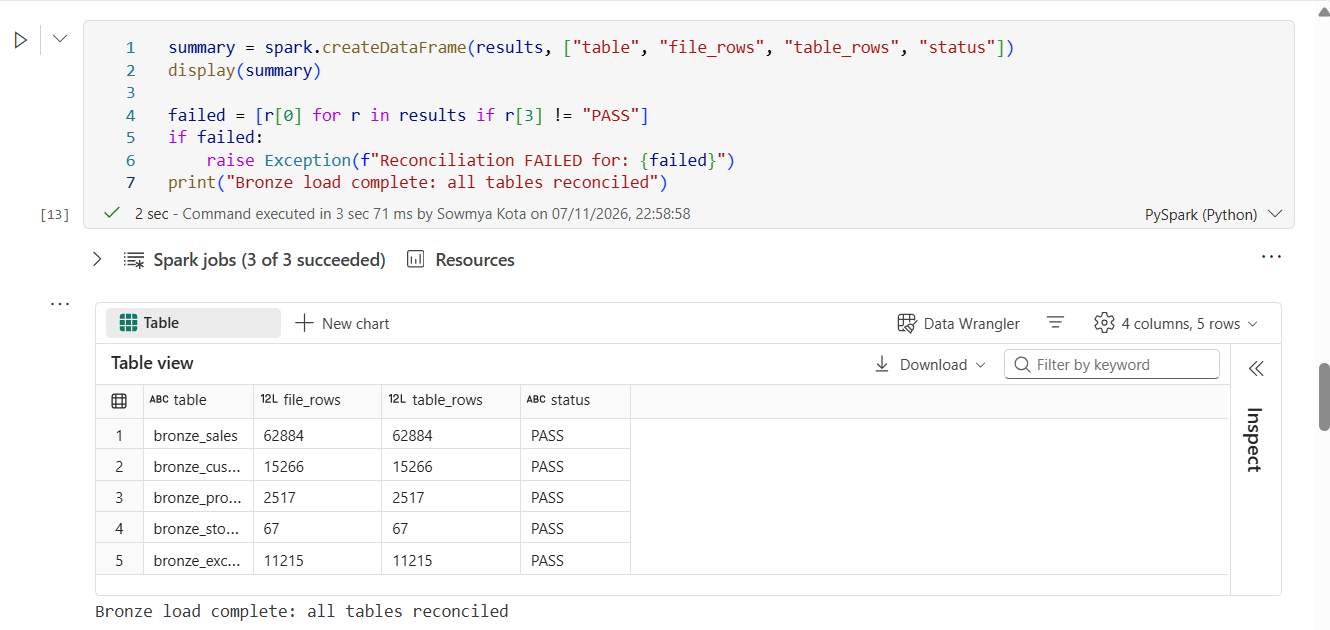 1 summary = spark.createDataFrame(results, ["table", "file_rows", "table_rows", "status"])
2 display(summary)
3
4 failed = [r[0] for r in results if r[3] != "PASS"]
5 if failed:
6     raise Exception(f"Reconciliation FAILED for: {failed}")
7 print("Bronze load complete: all tables reconciled")
[13] 2 sec - Command executed in 3 sec 71 ms by Sowmya Kota on 07/11/2026, 22:58:58 PySpark (Python)
Spark jobs (3 of 3 succeeded) Resources ...
...
Table New chart Data Wrangler 4 columns, 5 rows
Table view Download Filter by keyword
ABC table 12L file_rows 12L table_rows ABC status
1 bronze_sales 62884 62884 PASS
2 bronze_cus... 15266 15266 PASS
3 bronze_pro... 2517 2517 PASS
4 bronze_sto... 67 67 PASS
5 bronze_exc... 11215 11215 PASS
Inspect
Bronze load complete: all tables reconciled